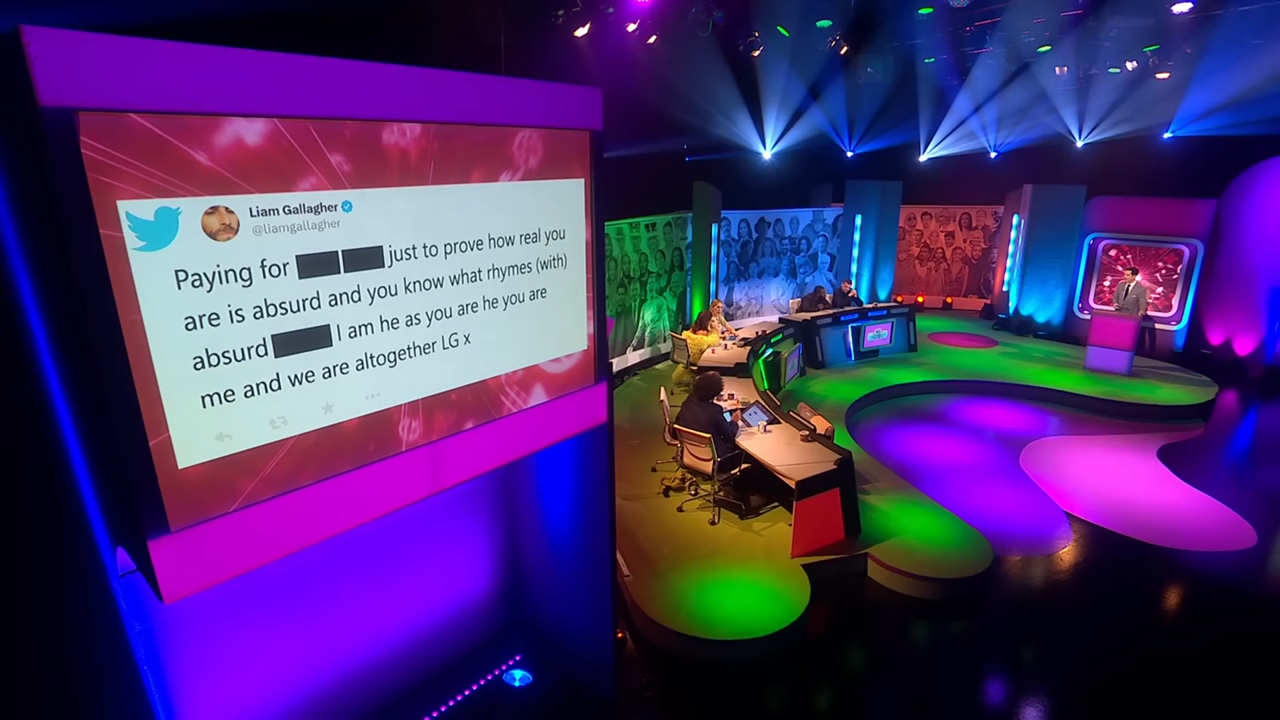 Liam Gallagher
@liamgallagher
Paying for just to prove how real you
are is absurd and you know what rhymes (with)
absurd I am he as you are he you are
me and we are altogether LG x